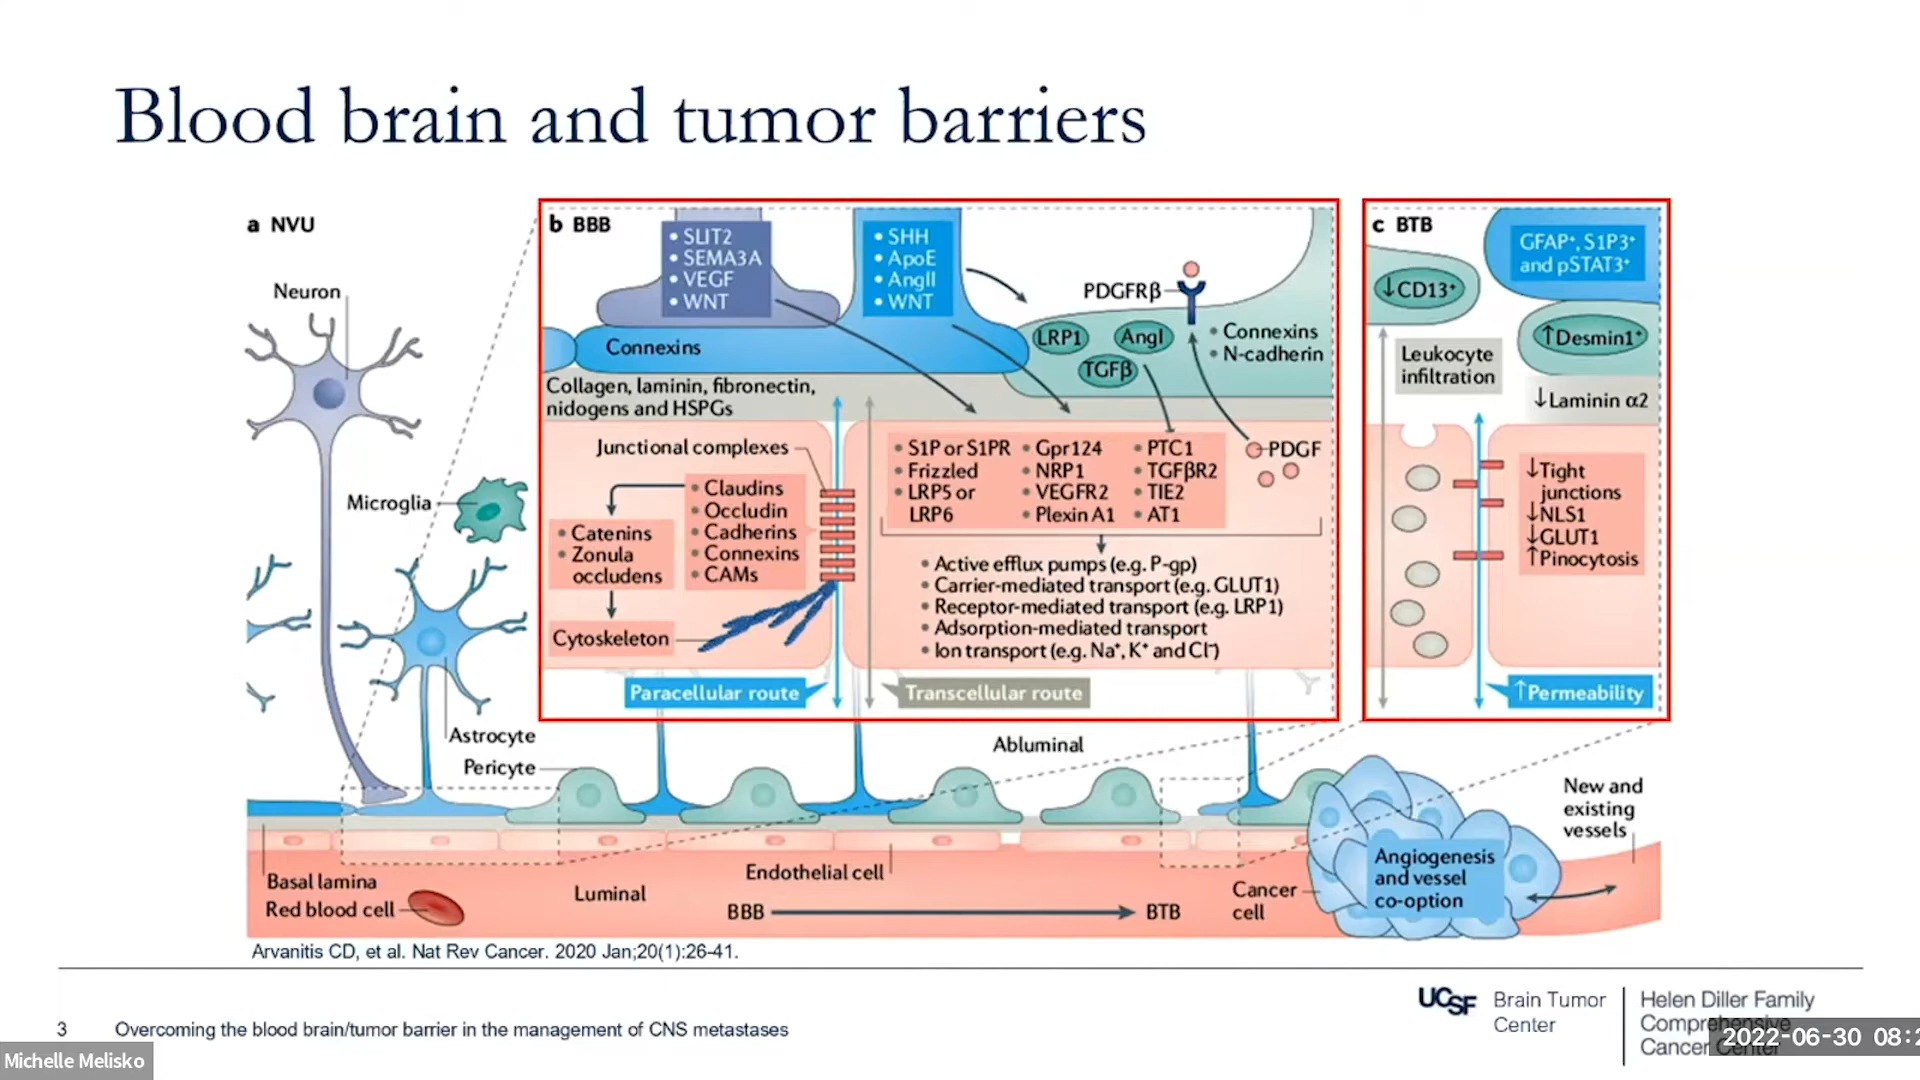 Blood brain and tumor barriers
a NVU
Neuron
Microglia
Astrocyte
Pericyte
b BBB
• SLIT2
• SEMA3A
• VEGF
• WNT
• SHH
• ApoE
• AngII
• WNT
PDGFRβ
LRP1
AngI
TGFβ
• Connexins
• N-cadherin
Connexins
Collagen, laminin, fibronectin,
nidogens and HSPGs
Junctional complexes
• Claudins
• Occludin
• Cadherins
• Connexins
• CAMs
• Catenins
• Zonula
occludens
Cytoskeleton
• S1P or S1PR
• Frizzled
• LRP5 or
LRP6
• Gpr124
• NRP1
• VEGFR2
• Plexin A1
• PTC1
• TGFβR2
• TIE2
• AT1
PDGF
• Active efflux pumps (e.g. P-gp)
• Carrier-mediated transport (e.g. GLUT1)
• Receptor-mediated transport (e.g. LRP1)
• Adsorption-mediated transport
• Ion transport (e.g. Na⁺, K⁺ and Cl⁻)
Paracellular route
Transcellular route
c BTB
GFAP⁺, S1P3⁺
and pSTAT3⁺
↓CD13⁺
↑Desmin1⁺
Leukocyte
infiltration
↓Laminin α2
↓Tight
junctions
↓NLS1
↓GLUT1
↑Pinocytosis
↑Permeability
Abluminal
New and
existing
vessels
Basal lamina
Red blood cell
Luminal
Endothelial cell
BBB
BTB
Cancer
cell
Angiogenesis
and vessel
co-option
Arvanitis CD, et al. Nat Rev Cancer. 2020 Jan;20(1):26-41.
3
Overcoming the blood brain/tumor barrier in the management of CNS metastases
UCSF
Brain Tumor
Center
Helen Diller Family
Comprehensive
Cancer Center
2022-06-30 08:2
Michelle Melisko